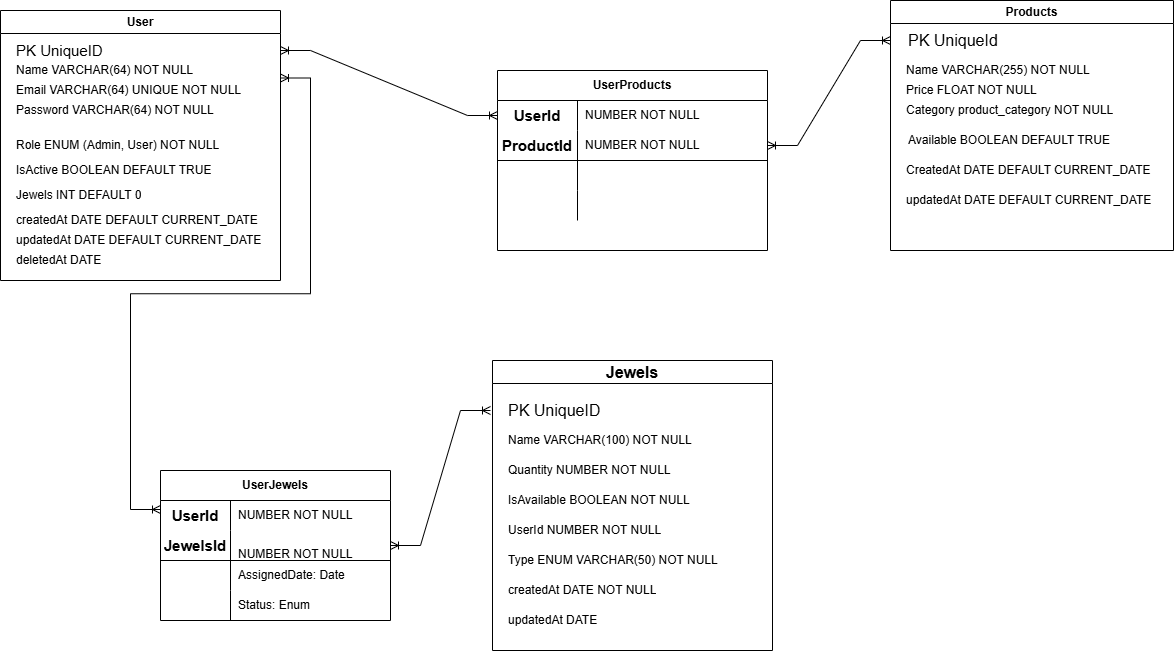 User
PK UniqueID
Name VARCHAR(64) NOT NULL
Email VARCHAR(64) UNIQUE NOT NULL
Password VARCHAR(64) NOT NULL
Role ENUM (Admin, User) NOT NULL
IsActive BOOLEAN DEFAULT TRUE
Jewels INT DEFAULT 0
createdAt DATE DEFAULT CURRENT_DATE
updatedAt DATE DEFAULT CURRENT_DATE
deletedAt DATE
UserProducts
UserId NUMBER NOT NULL
ProductId NUMBER NOT NULL
Products
PK UniqueId
Name VARCHAR(255) NOT NULL
Price FLOAT NOT NULL
Category product_category NOT NULL
Available BOOLEAN DEFAULT TRUE
CreatedAt DATE DEFAULT CURRENT_DATE
updatedAt DATE DEFAULT CURRENT_DATE
UserJewels
UserId NUMBER NOT NULL
JewelsId NUMBER NOT NULL
AssignedDate: Date
Status: Enum
Jewels
PK UniqueID
Name VARCHAR(100) NOT NULL
Quantity NUMBER NOT NULL
IsAvailable BOOLEAN NOT NULL
UserId NUMBER NOT NULL
Type ENUM VARCHAR(50) NOT NULL
createdAt DATE NOT NULL
updatedAt DATE